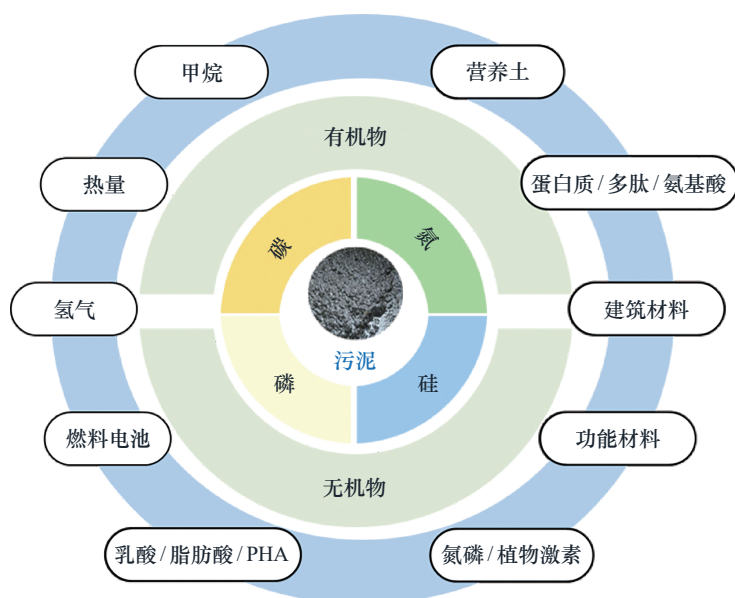 甲烷
营养土
有机物
热量
蛋白质/多肽/氨基酸
碳
氮
氢气
建筑材料
污泥
磷
硅
燃料电池
功能材料
无机物
乳酸/脂肪酸/PHA
氮磷/植物激素